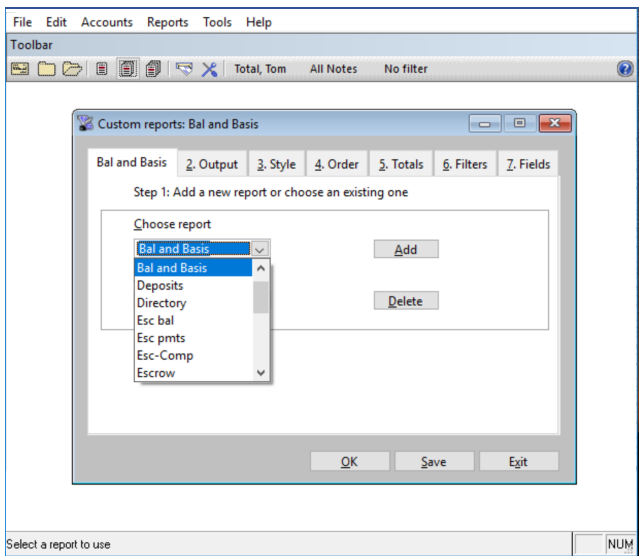 File Edit Accounts Reports Tools Help
Toolbar
Total, Tom All Notes No filter
Custom reports: Bal and Basis
Bal and Basis 2. Output 3. Style 4. Order 5. Totals 6. Filters 7. Fields
Step 1: Add a new report or choose an existing one
Choose report
Bal and Basis Add
Bal and Basis
Deposits
Directory Delete
Esc bal
Esc pmts
Esc-Comp
Escrow
OK Save Exit
Select a report to use NUM